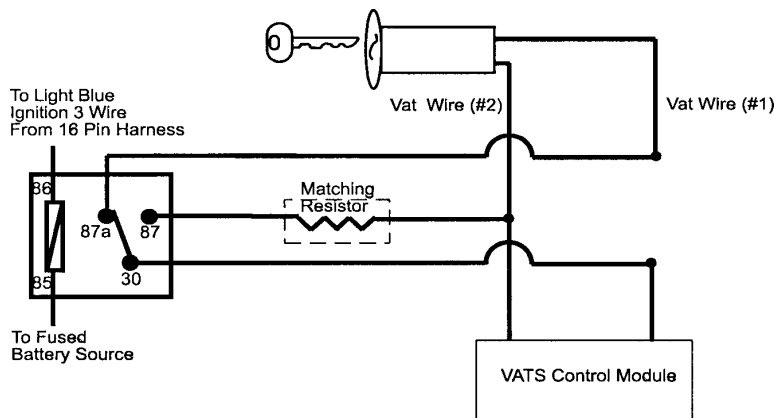 To Light Blue
Ignition 3 Wire
From 16 Pin Harness
Vat Wire (#2)
Vat Wire (#1)
86
87a
87
Matching
Resistor
30
85
To Fused
Battery Source
VATS Control Module